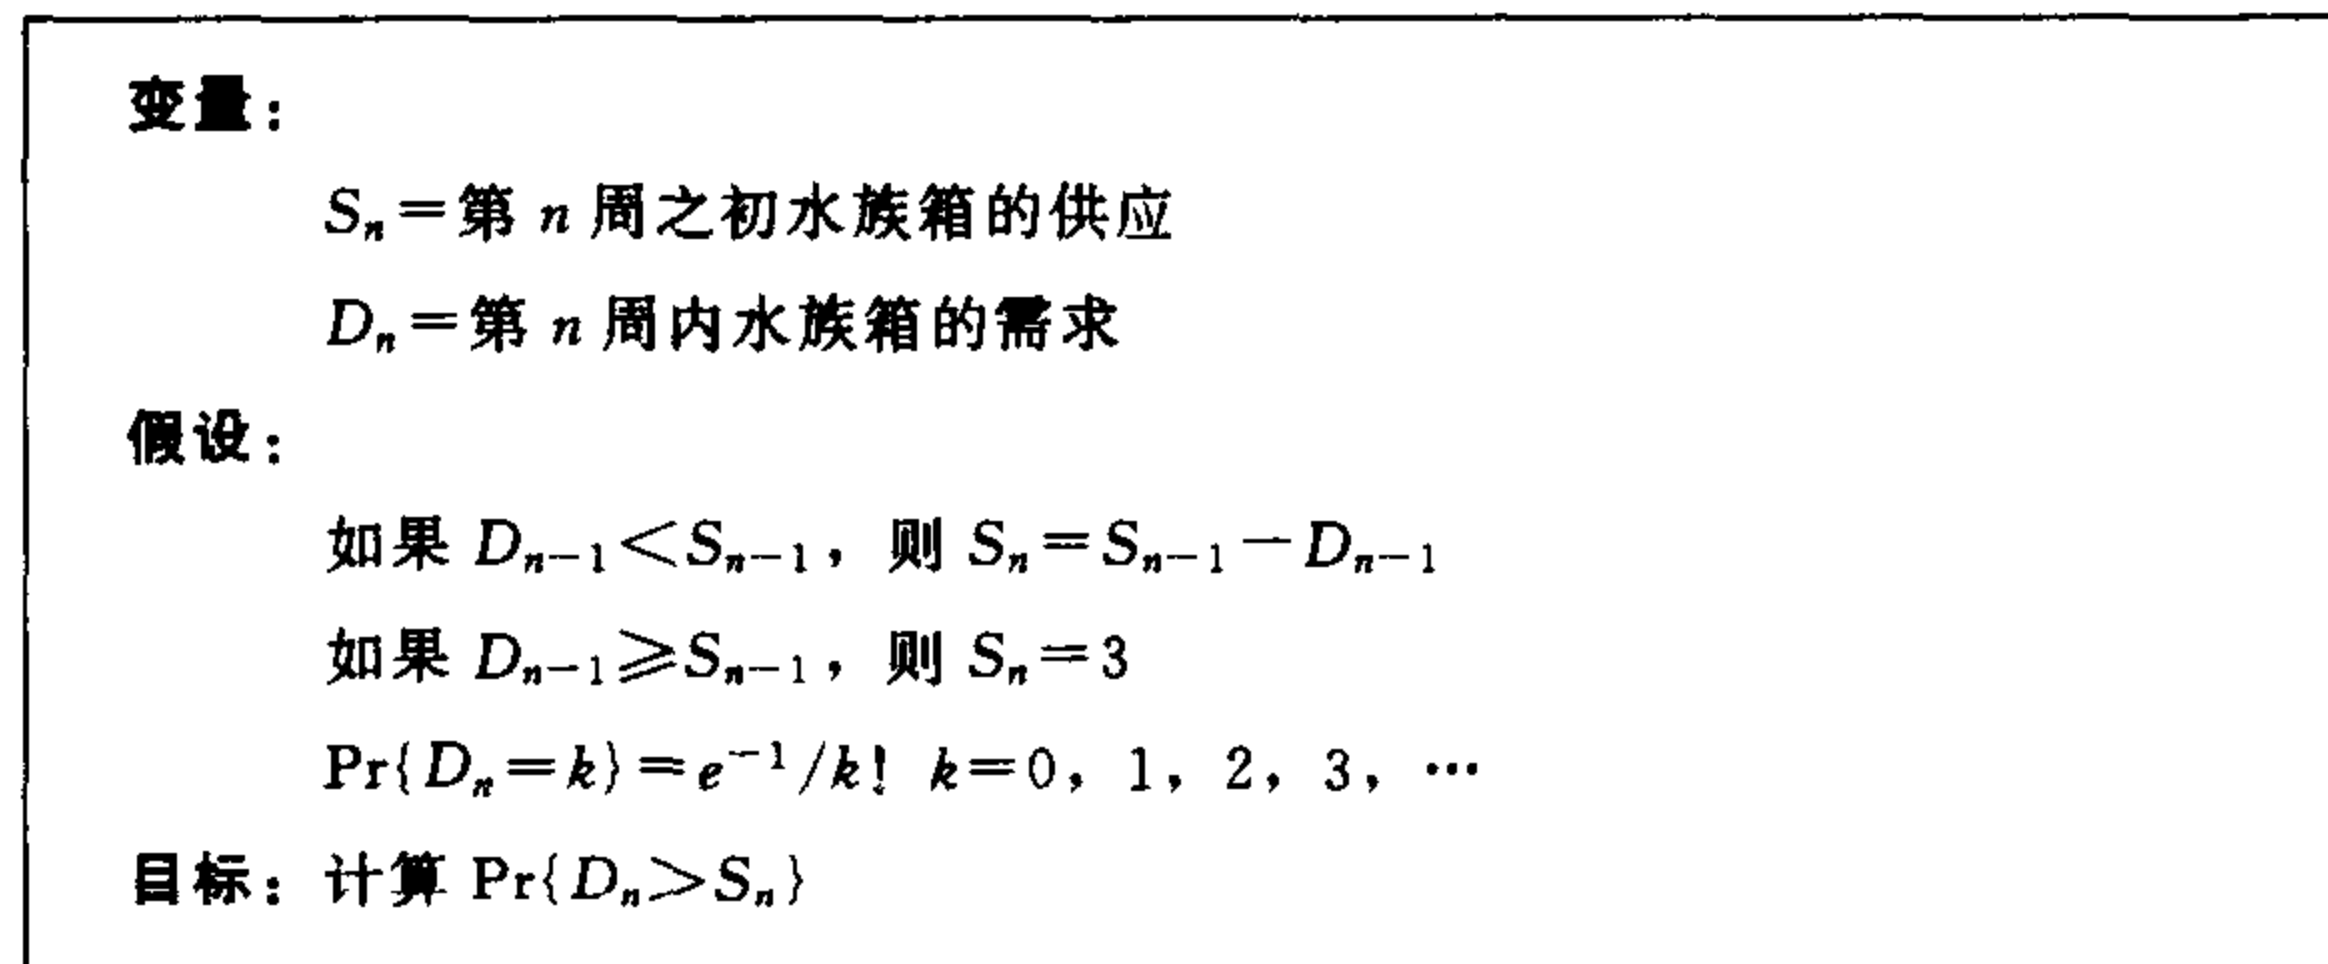 变量：
Sₙ＝第 n 周之初水族箱的供应
Dₙ＝第 n 周内水族箱的需求
假设：
如果 Dₙ₋₁＜Sₙ₋₁，则 Sₙ＝Sₙ₋₁－Dₙ₋₁
如果 Dₙ₋₁⩾Sₙ₋₁，则 Sₙ＝3
Pr{Dₙ＝k}＝e⁻¹/k! k＝0，1，2，3，…
目标：计算 Pr{Dₙ＞Sₙ}